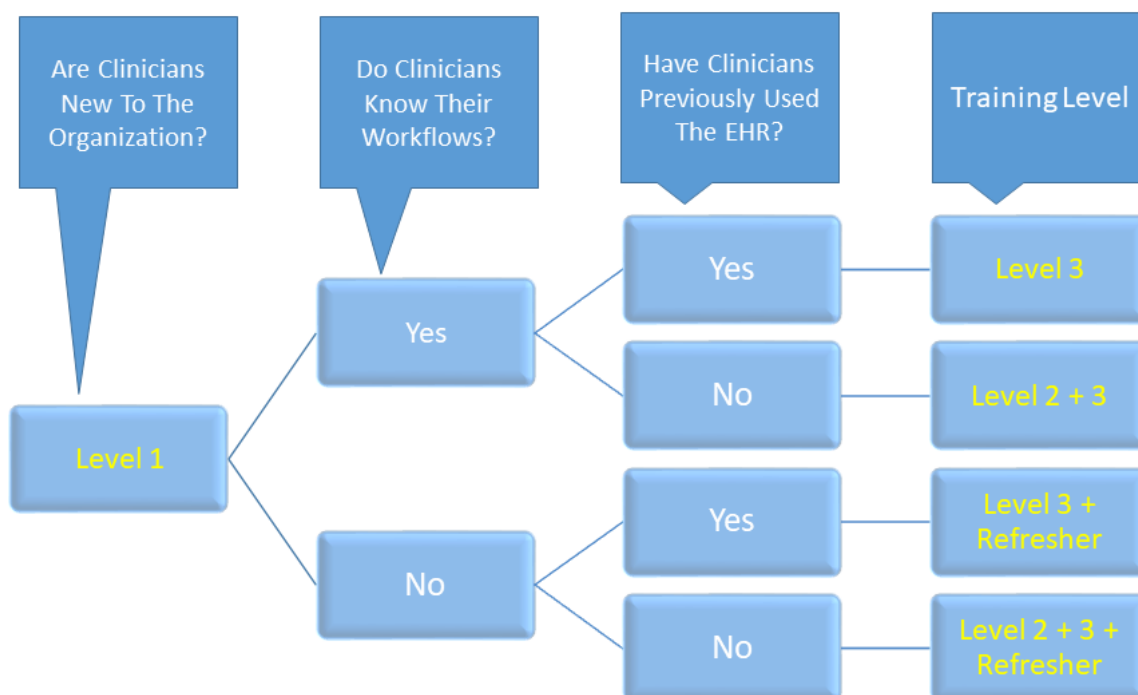 Are Clinicians
New To The
Organization?
Do Clinicians
Know Their
Workflows?
Have Clinicians
Previously Used
The EHR?
Training Level
Level 1
Yes
No
Yes
No
Yes
No
Level 3
Level 2 + 3
Level 3 +
Refresher
Level 2 + 3 +
Refresher